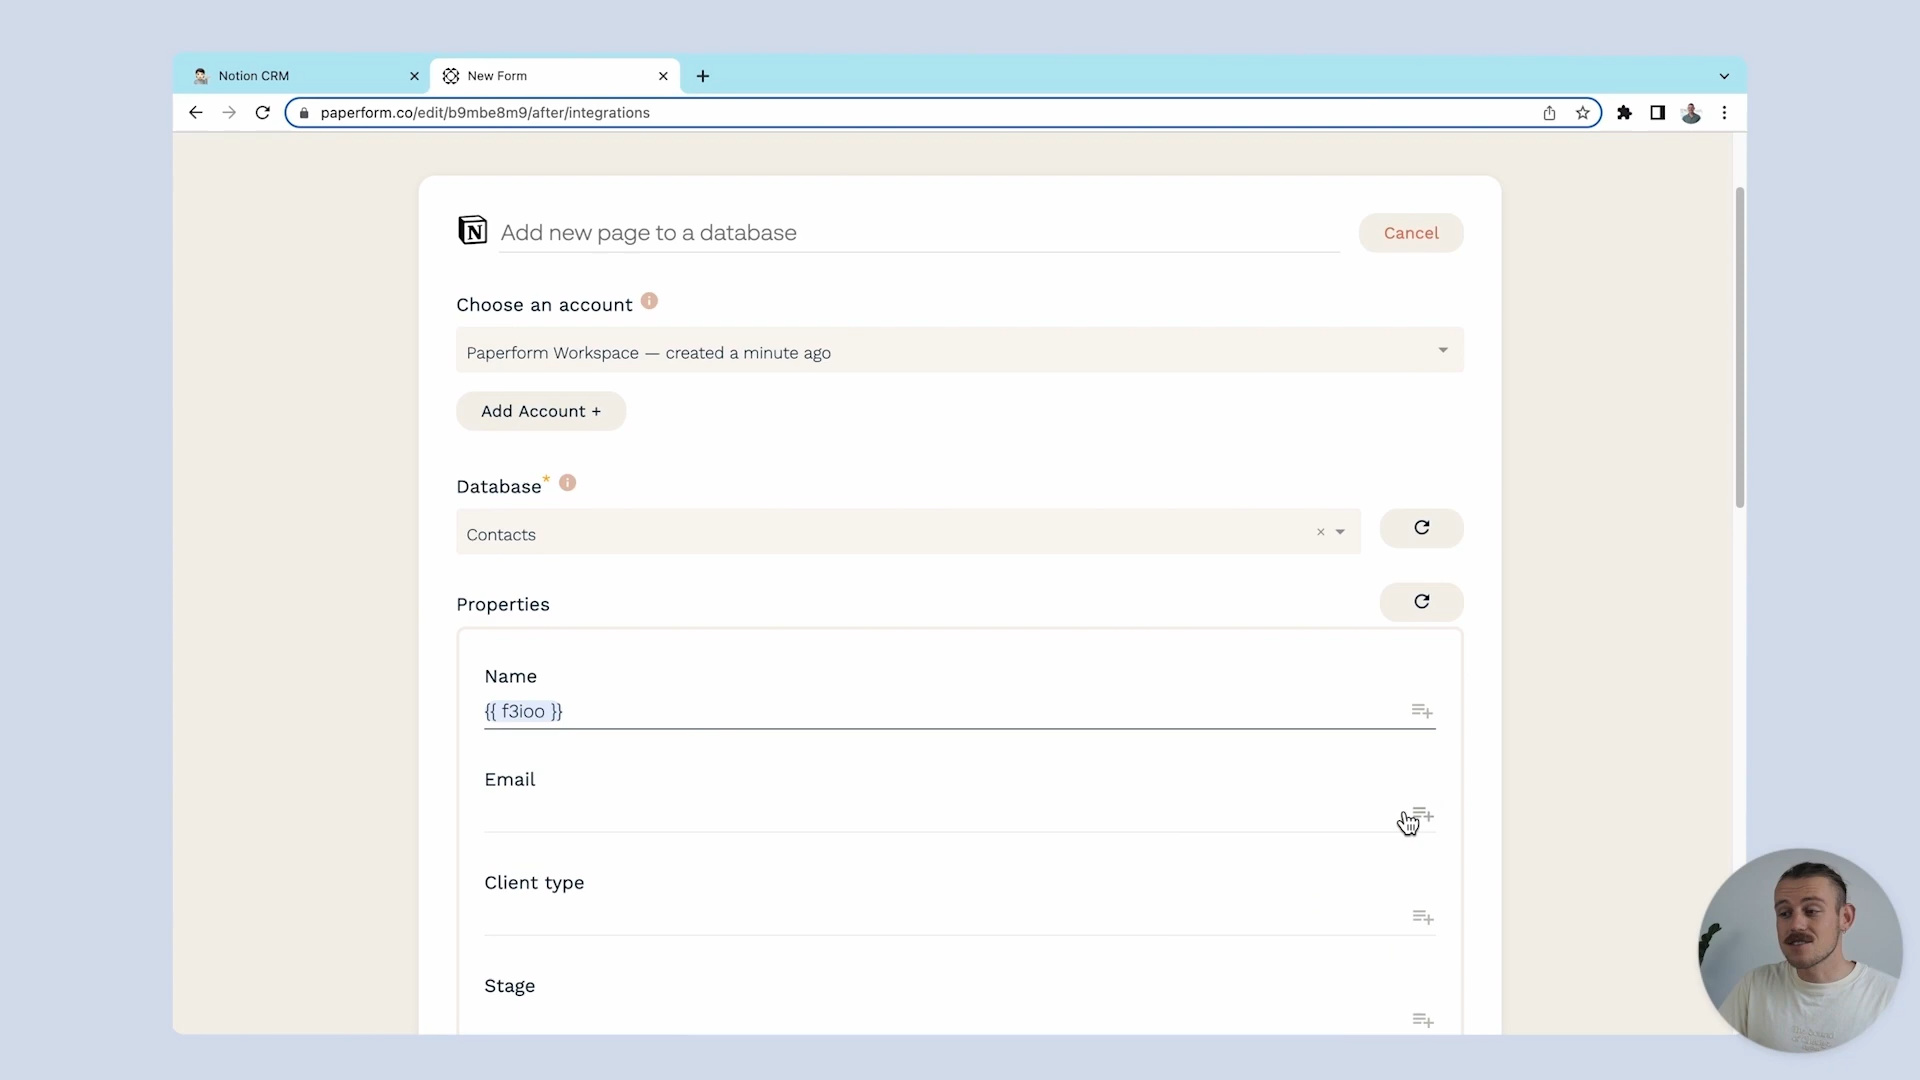 Notion CRM
New Form
paperform.co/edit/b9mbe8m9/after/integrations
Add new page to a database
Cancel
Choose an account
Paperform Workspace — created a minute ago
Add Account +
Database*
Contacts
Properties
Name
{{ f3ioo }}
Email
Client type
Stage